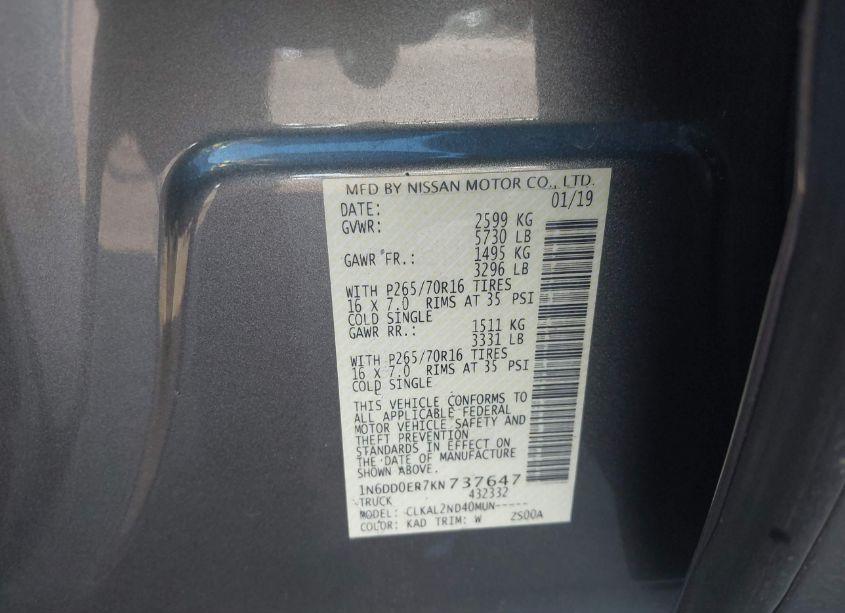 MFD BY NISSAN MOTOR CO., LTD.
DATE: 01/19
GVWR: 2599 KG
5730 LB
GAWR FR.: 1495 KG
3296 LB
WITH P265/70R16 TIRES
16 X 7.0 RIMS AT 35 PSI
COLD SINGLE
GAWR RR.: 1511 KG
3331 LB
WITH P265/70R16 TIRES
16 X 7.0 RIMS AT 35 PSI
COLD SINGLE
THIS VEHICLE CONFORMS TO
ALL APPLICABLE FEDERAL
MOTOR VEHICLE SAFETY AND
THEFT PREVENTION
STANDARDS IN EFFECT ON
THE DATE OF MANUFACTURE
SHOWN ABOVE.
1N6DD0ER7KN737647
TRUCK 432332
MODEL: CLKAL2ND40MUN-----
COLOR: KAD TRIM: W ZS00A